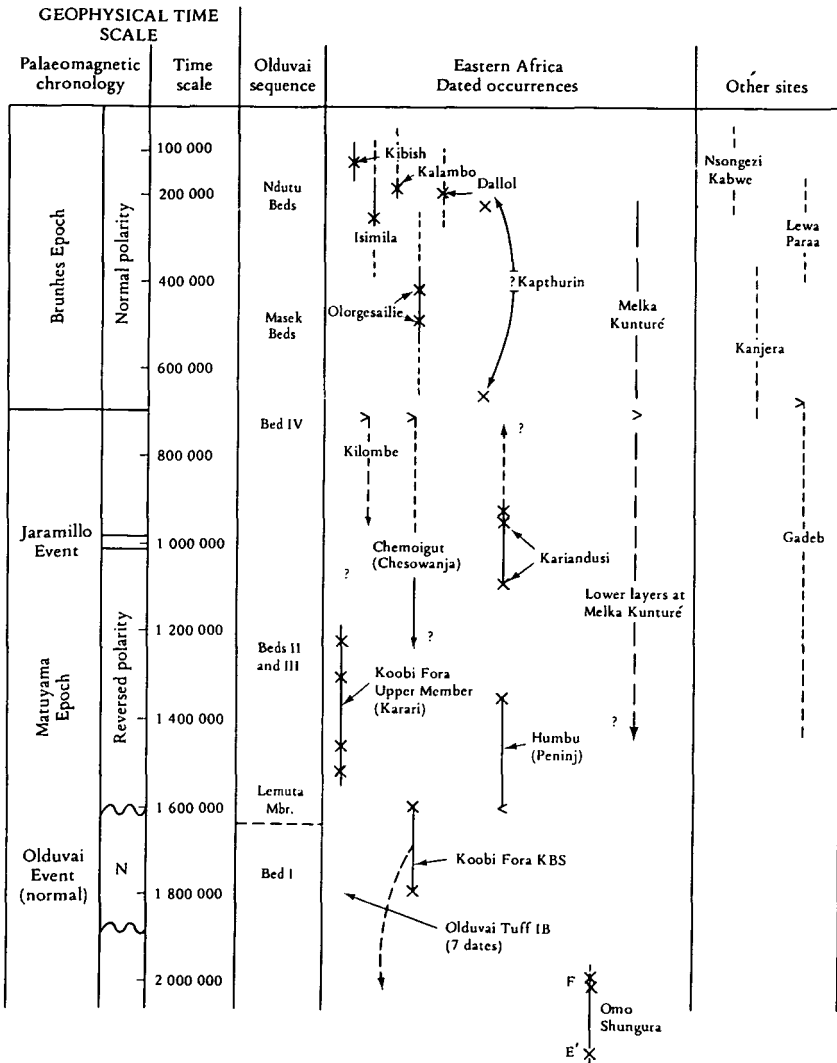 GEOPHYSICAL TIME
SCALE
Palaeomagnetic
chronology
Time
scale
Olduvai
sequence
Eastern Africa
Dated occurrences
Other sites
Brunhes Epoch
Normal polarity
100 000
200 000
400 000
600 000
800 000
1 000 000
1 200 000
1 400 000
1 600 000
1 800 000
2 000 000
Jaramillo
Event
Matuyama
Epoch
Reversed polarity
Olduvai
Event
(normal)
N
Ndutu
Beds
Masek
Beds
Bed IV
Beds II
and III
Lemuta
Mbr.
Bed I
Kibish
Kalambo
Dallol
Isimila
? Kapthurin
Olorgesailie
Melka
Kunturé
Kilombe
?
Chemoigut
(Chesowanja)
?
Kariandusi
Lower layers at
Melka Kunturé
?
Koobi Fora
Upper Member
(Karari)
?
Humbu
(Peninj)
Koobi Fora KBS
Olduvai Tuff IB
(7 dates)
F
Omo
Shungura
E'
Nsongezi
Kabwe
Lewa
Paraa
Kanjera
Gadeb